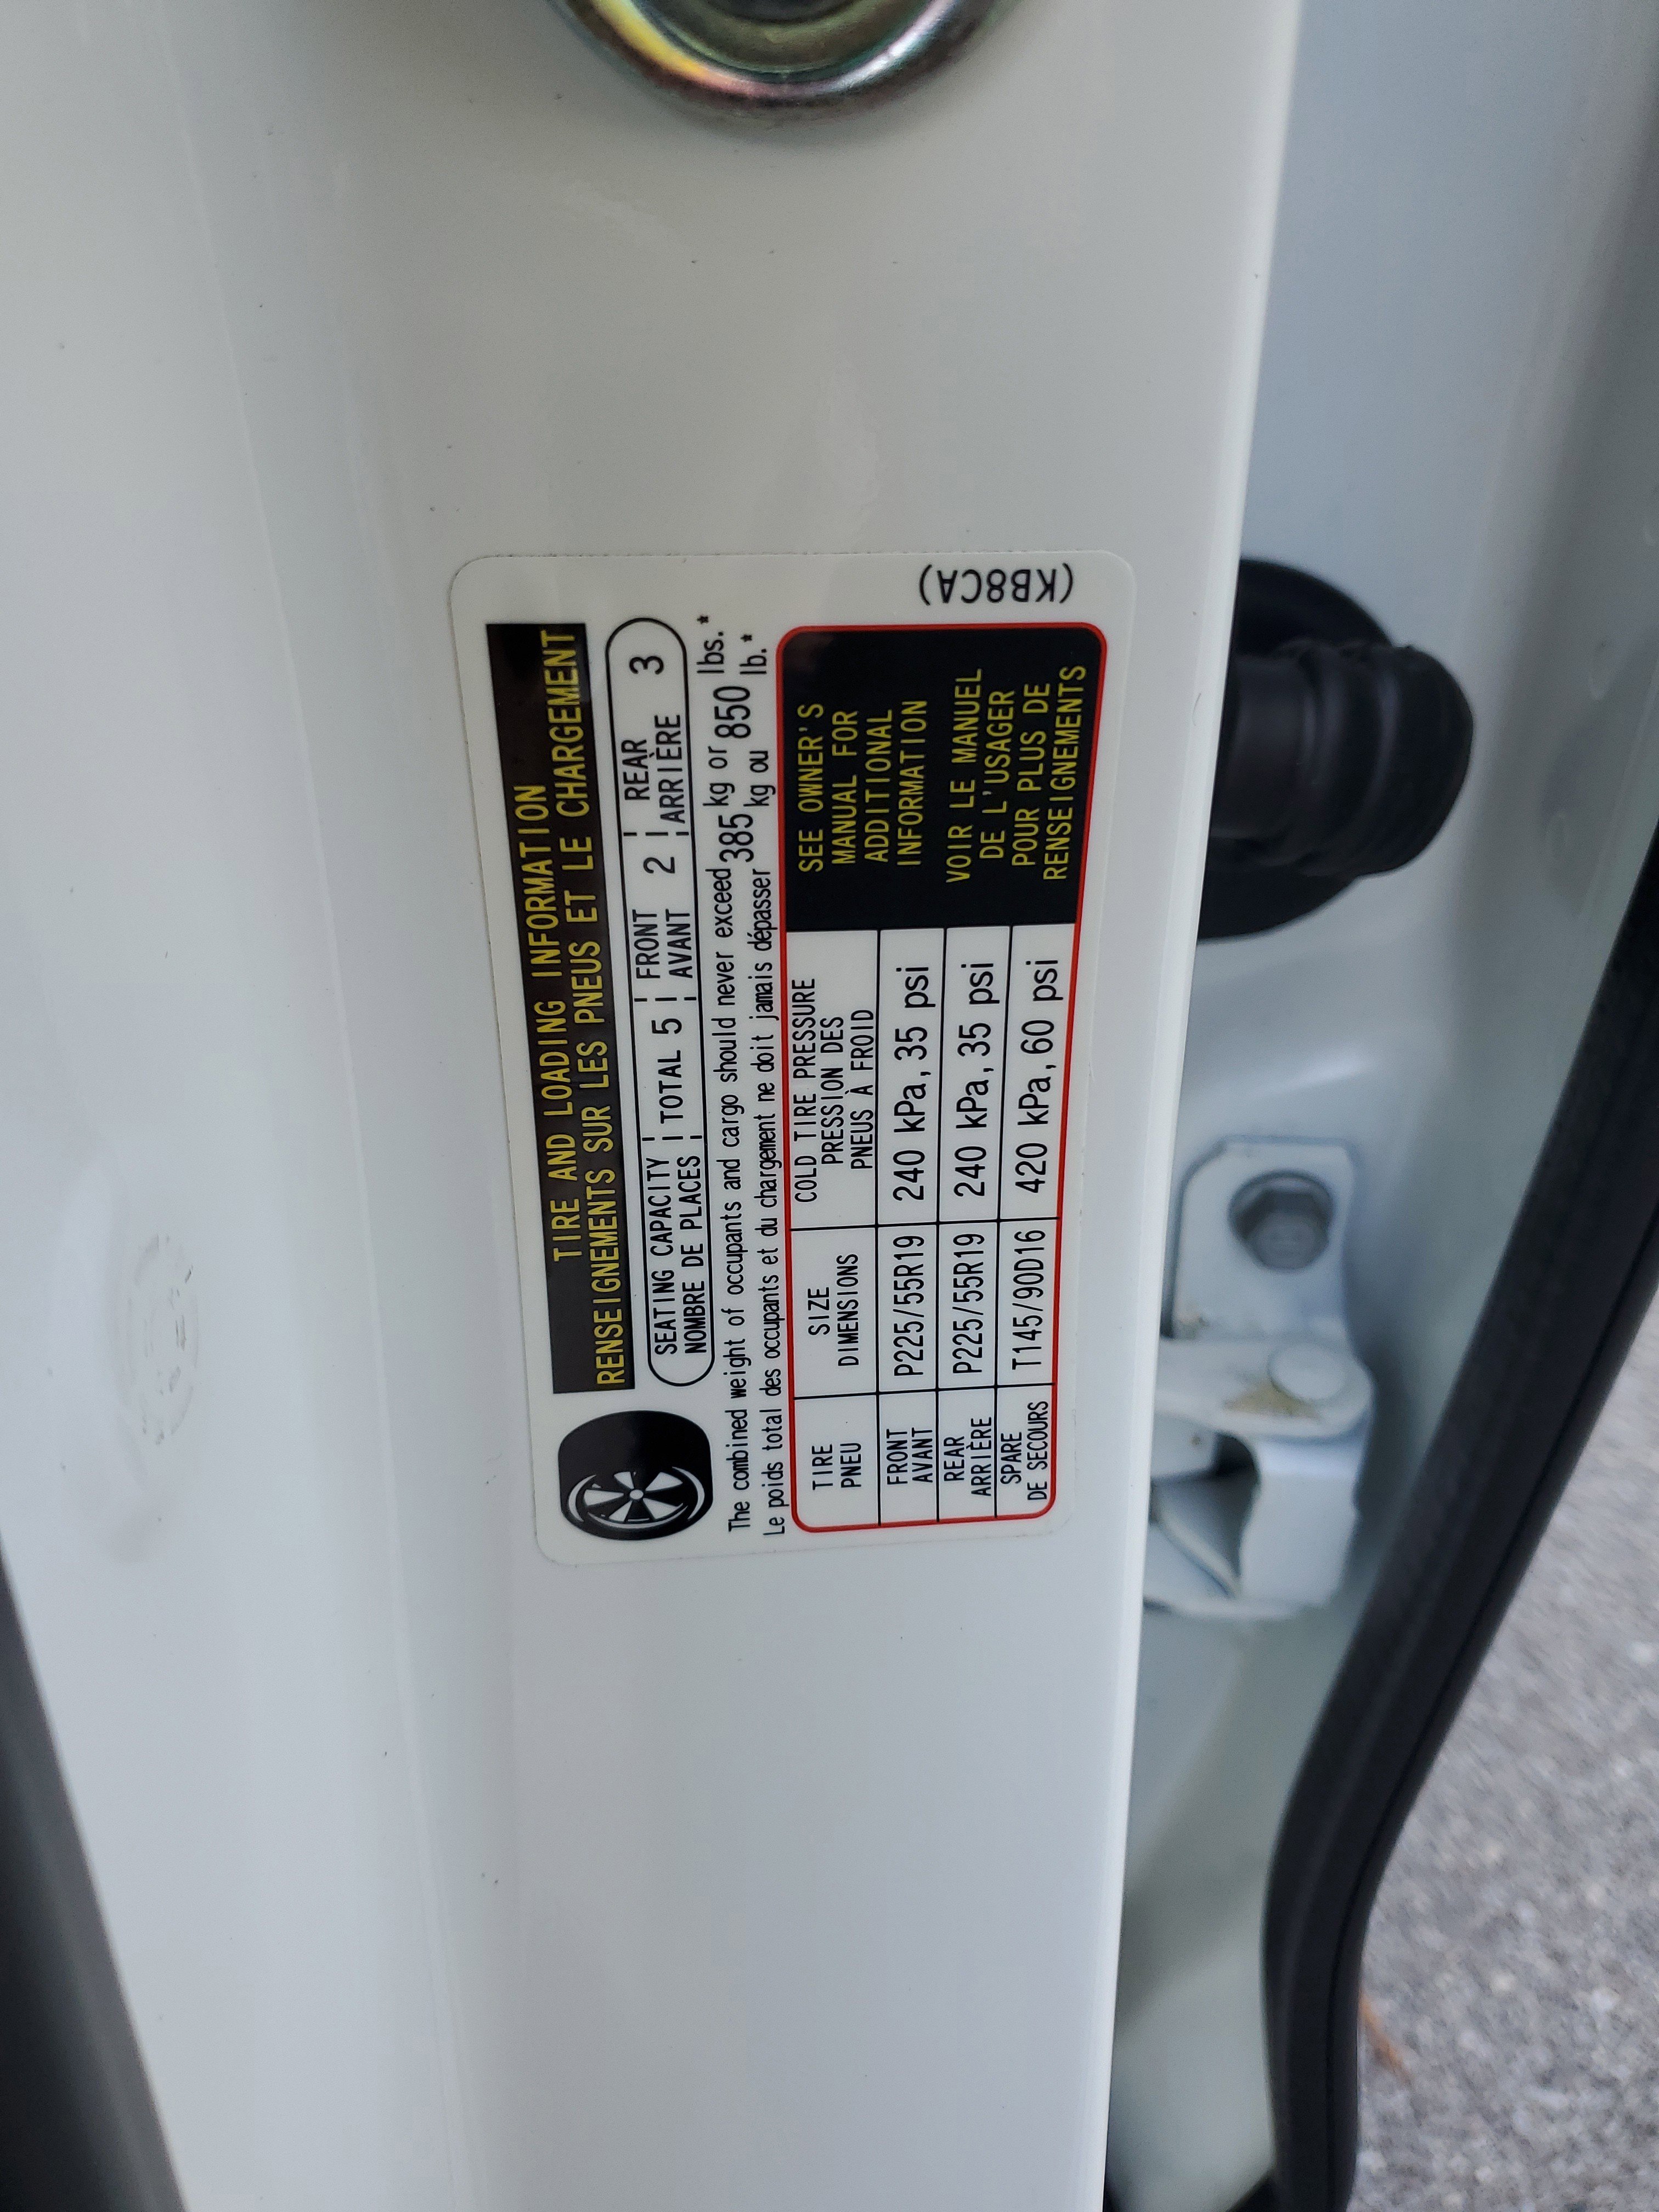 TIRE AND LOADING INFORMATION
RENSEIGNEMENTS SUR LES PNEUS ET LE CHARGEMENT
SEATING CAPACITY TOTAL 5 FRONT 2 REAR 3
NOMBRE DE PLACES AVANT ARRIÈRE
The combined weight of occupants and cargo should never exceed 385 kg or 850 lbs.*
Le poids total des occupants et du chargement ne doit jamais dépasser kg ou lb.*
TIRE SIZE COLD TIRE PRESSURE
PNEU DIMENSIONS PRESSION DES
PNEUS À FROID
FRONT P225/55R19 240 kPa, 35 psi
AVANT
REAR P225/55R19 240 kPa, 35 psi
ARRIÈRE
SPARE T145/90D16 420 kPa, 60 psi
DE SECOURS
SEE OWNER'S
MANUAL FOR
ADDITIONAL
INFORMATION
VOIR LE MANUEL
DE L'USAGER
POUR PLUS DE
RENSEIGNEMENTS
(KB8CA)